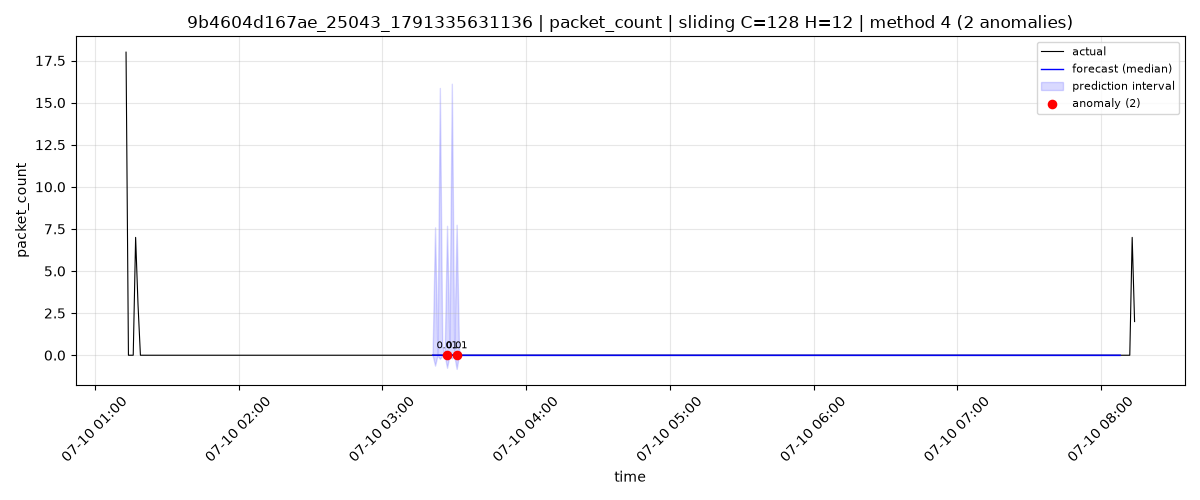 9b4604d167ae_25043_1791335631136 | packet_count | sliding C=128 H=12 | method 4 (2 anomalies)
actual
forecast (median)
prediction interval
anomaly (2)
packet_count
17.5
15.0
12.5
10.0
7.5
5.0
2.5
0.0
07-10 01:00
07-10 02:00
07-10 03:00
07-10 04:00
07-10 05:00
07-10 06:00
07-10 07:00
07-10 08:00
time